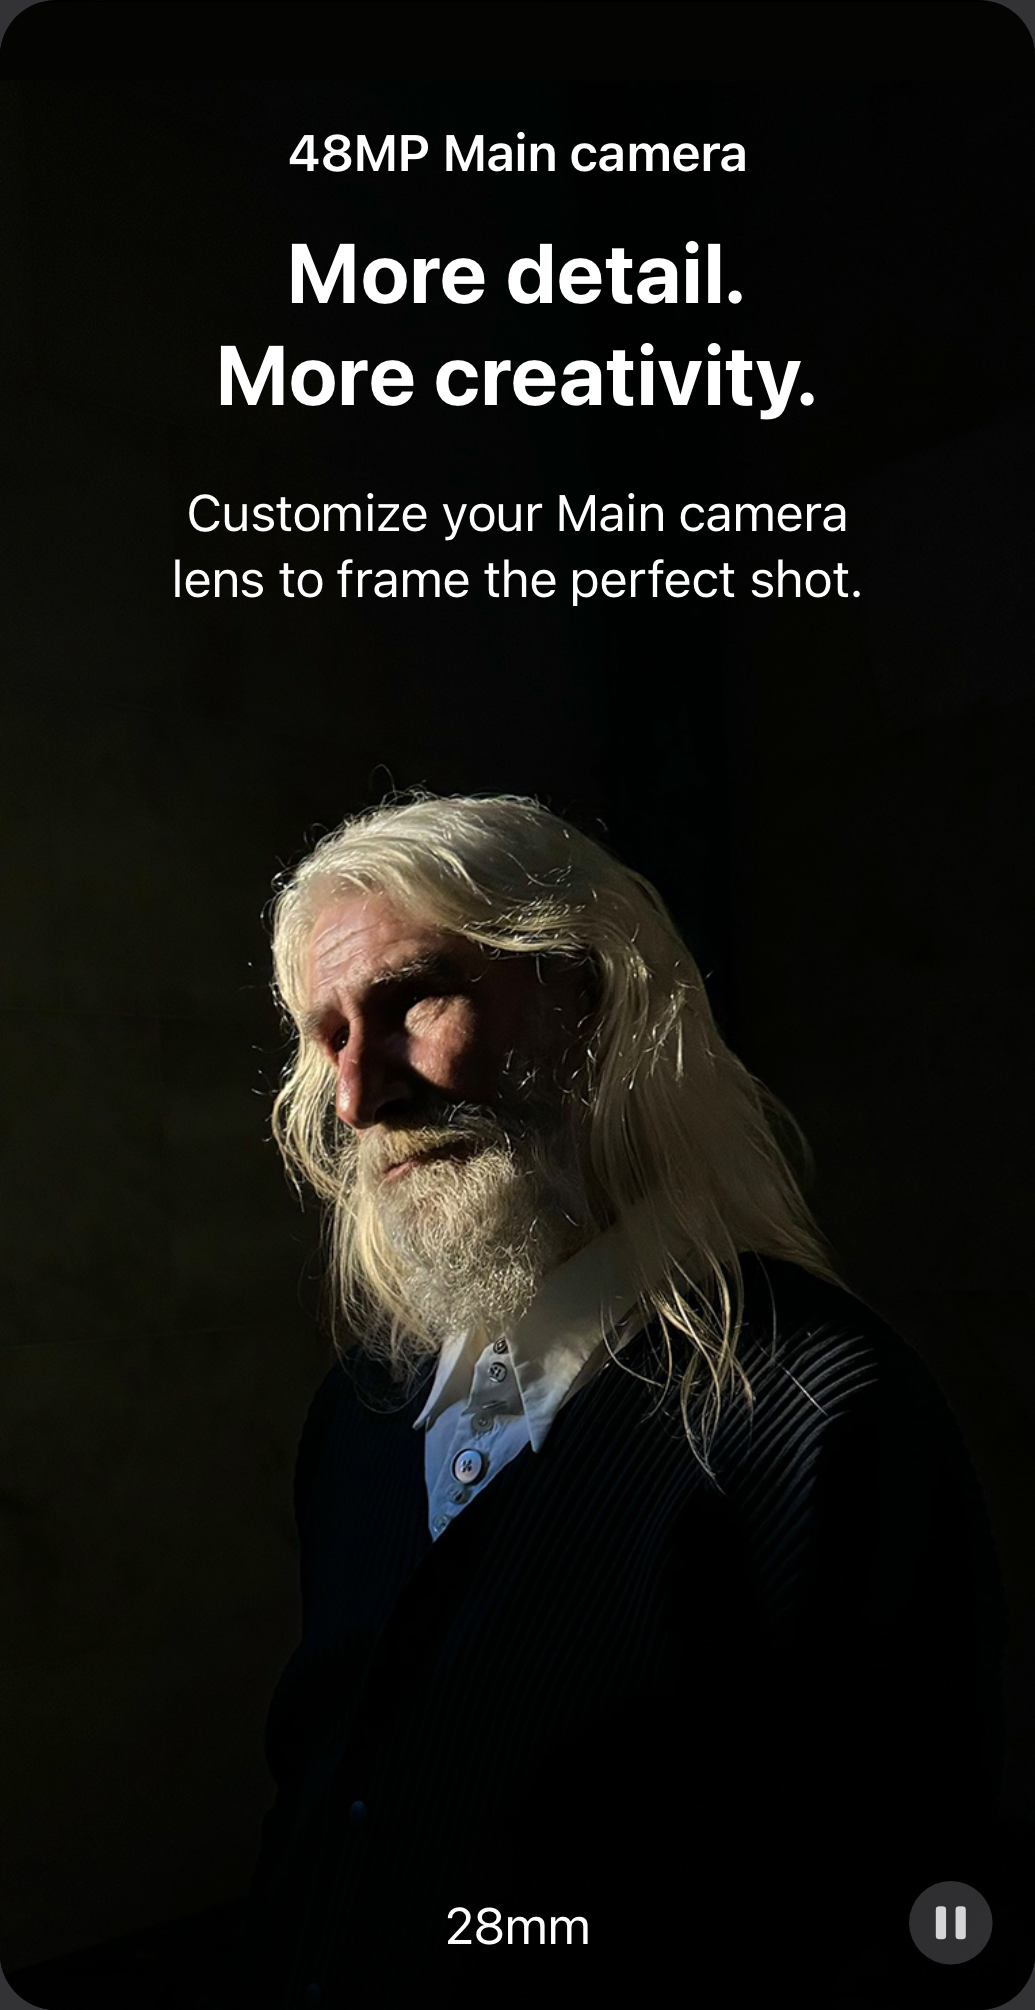 48MP Main camera
More detail.
More creativity.
Customize your Main camera
lens to frame the perfect shot.
28mm